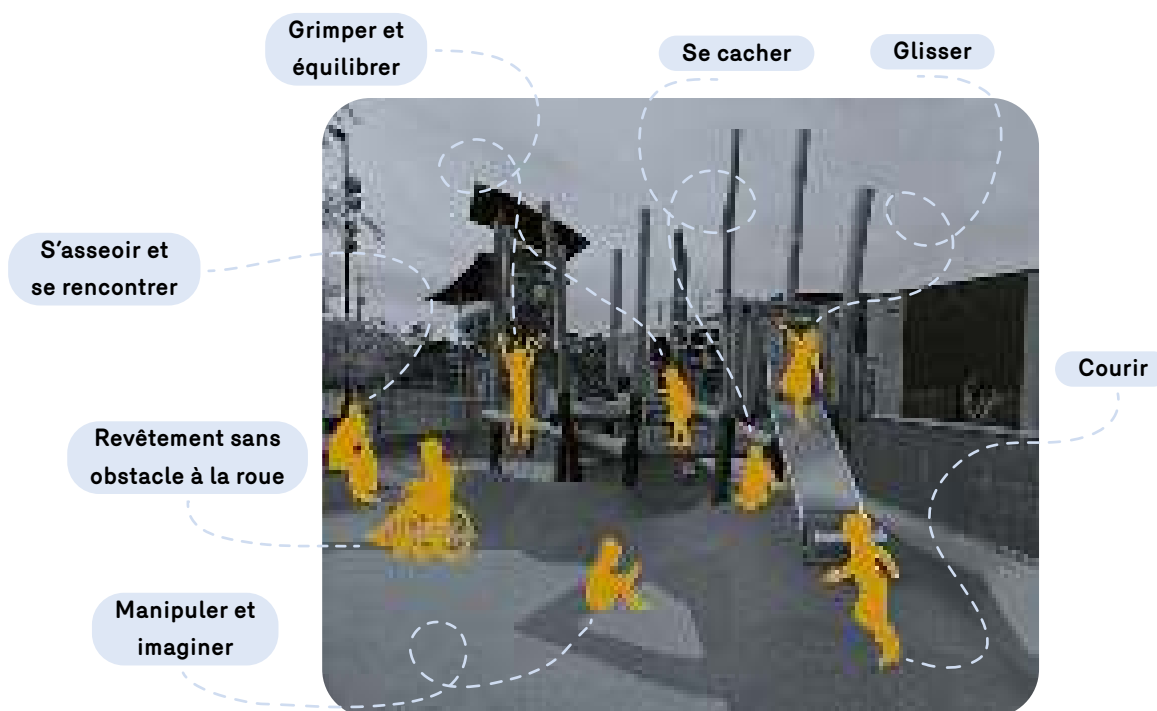 Grimper et
équilibrer
Se cacher
Glisser
S’asseoir et
se rencontrer
Courir
Revêtement sans
obstacle à la roue
Manipuler et
imaginer